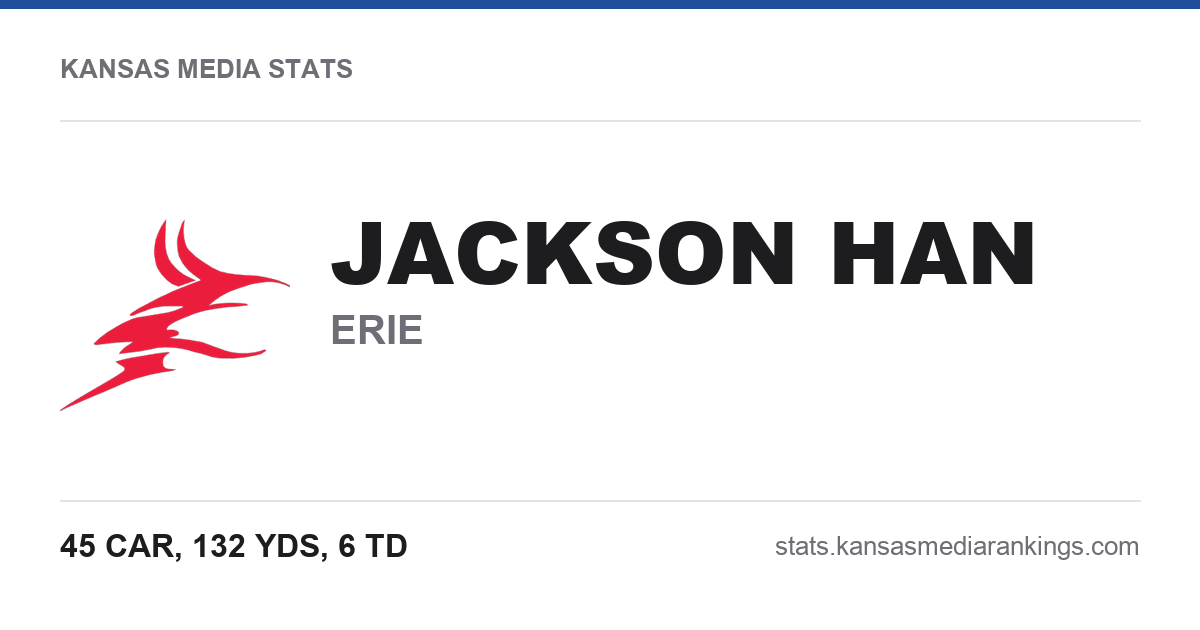 KANSAS MEDIA STATS
JACKSON HAN
ERIE
45 CAR, 132 YDS, 6 TD
stats.kansasmediarankings.com